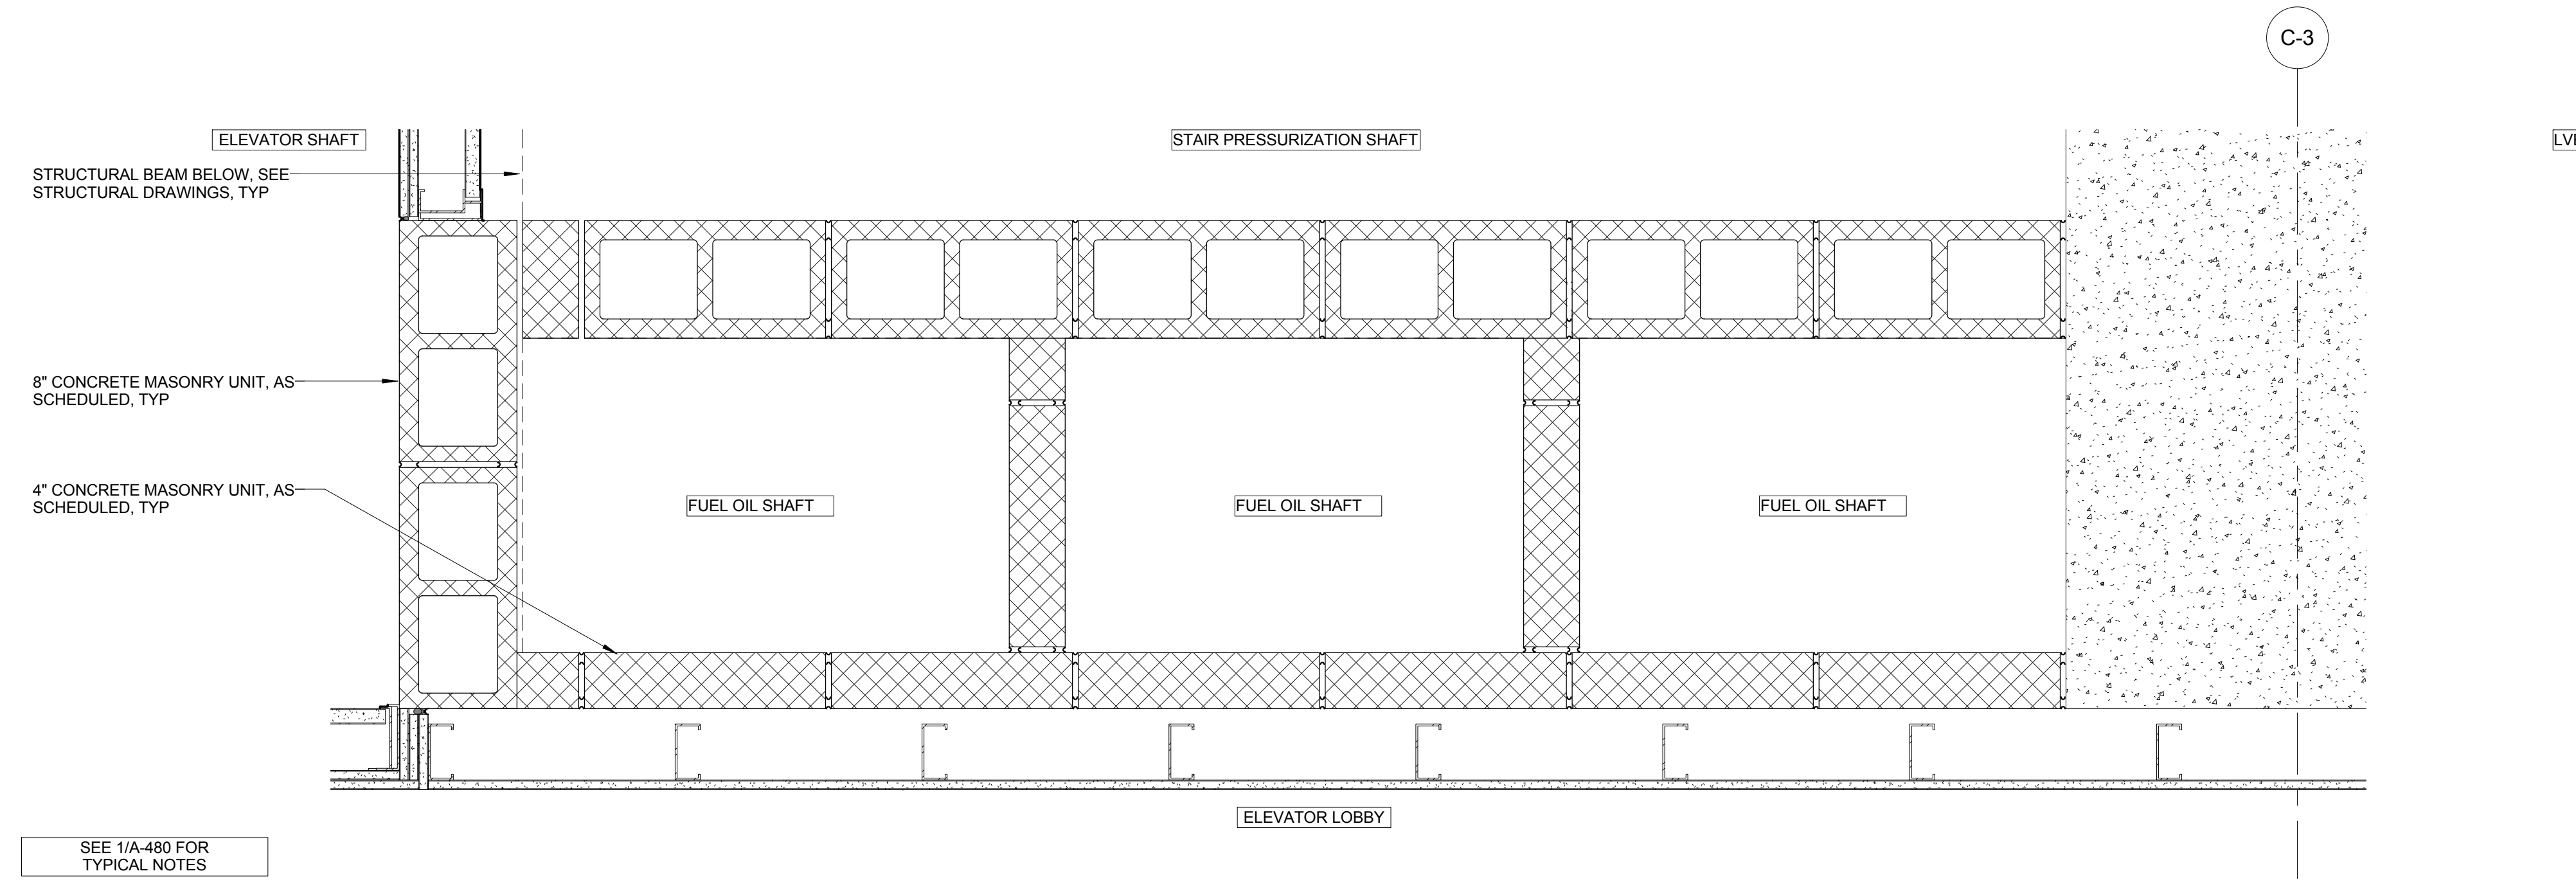 C-3
ELEVATOR SHAFT
STAIR PRESSURIZATION SHAFT
STRUCTURAL BEAM BELOW, SEE
STRUCTURAL DRAWINGS, TYP
8" CONCRETE MASONRY UNIT, AS
SCHEDULED, TYP
4" CONCRETE MASONRY UNIT, AS
SCHEDULED, TYP
FUEL OIL SHAFT
FUEL OIL SHAFT
FUEL OIL SHAFT
ELEVATOR LOBBY
SEE 1/A-480 FOR
TYPICAL NOTES